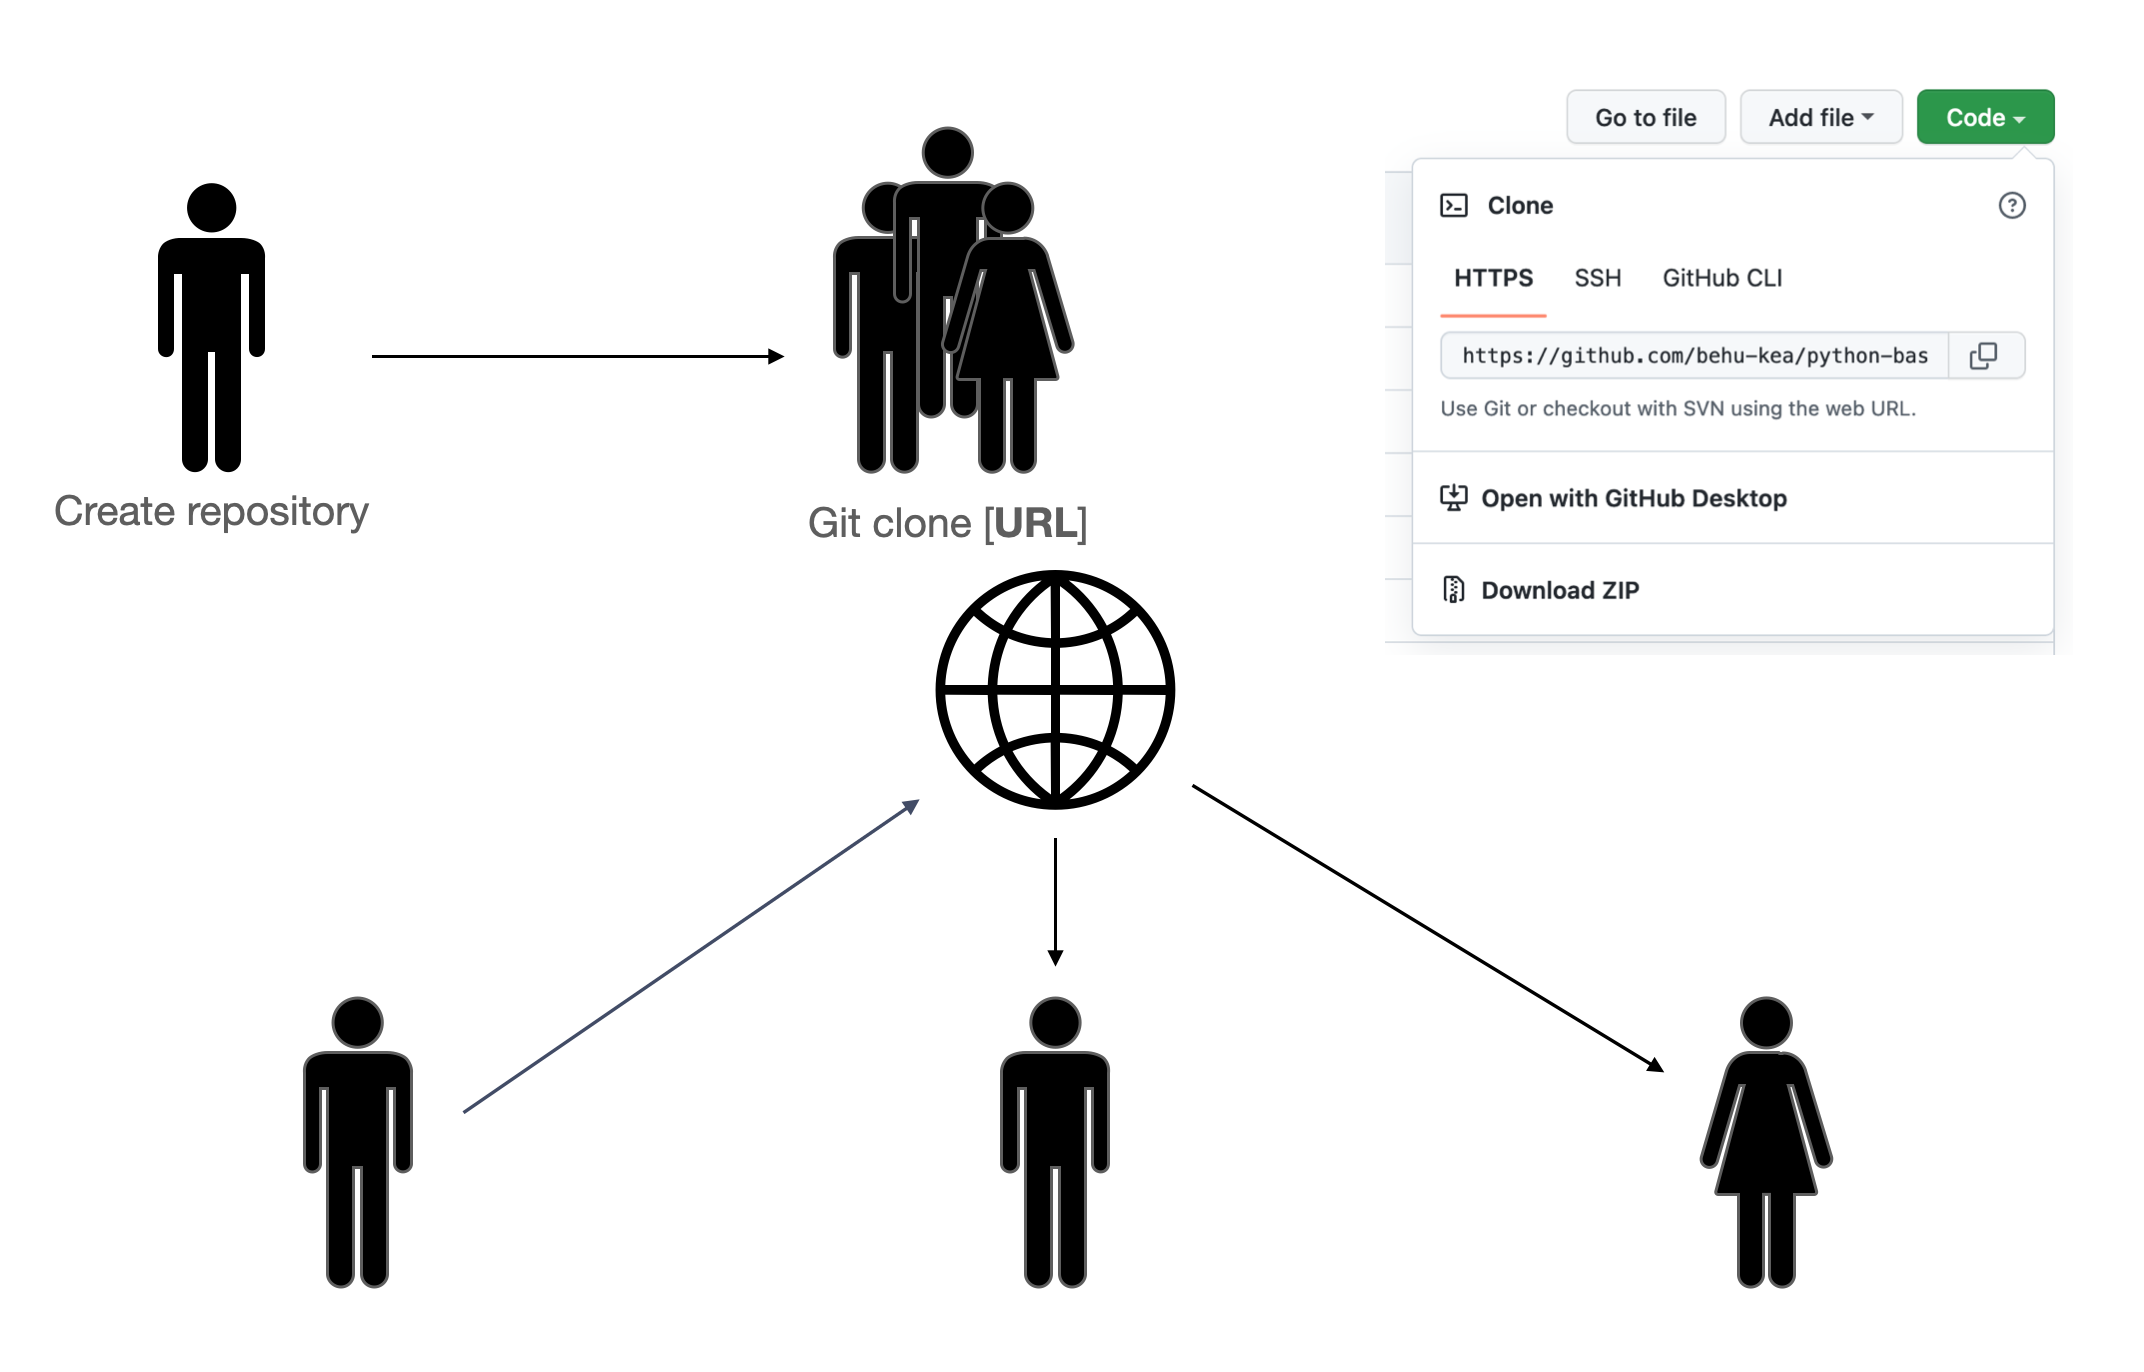 Create repository
Git clone [URL]
Go to file
Add file
Code
Clone
HTTPS
SSH
GitHub CLI
https://github.com/behu-kea/python-bas
Use Git or checkout with SVN using the web URL.
Open with GitHub Desktop
Download ZIP